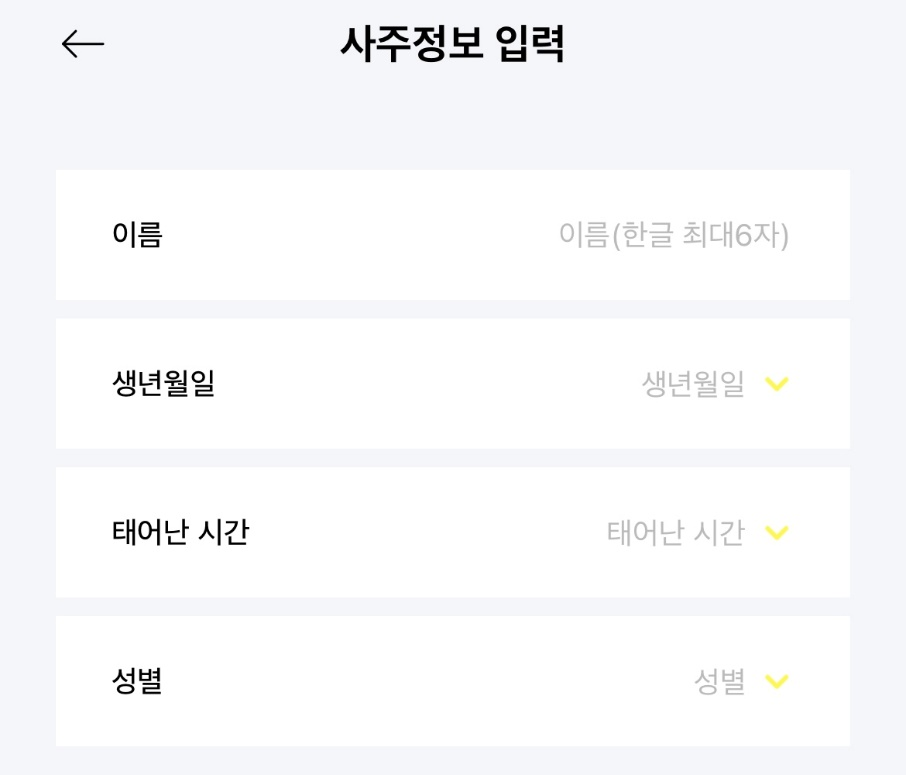 사주정보 입력
이름 이름(한글 최대6자)
생년월일 생년월일
태어난 시간 태어난 시간
성별 성별